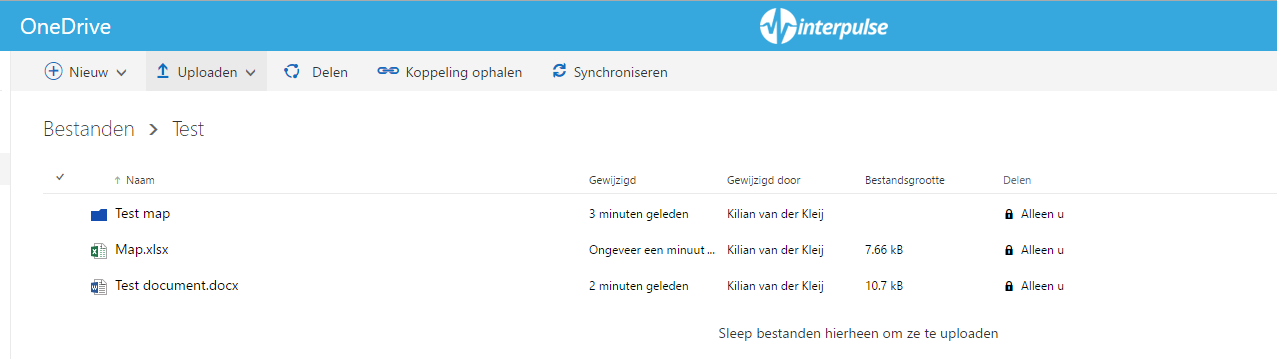 OneDrive
interpulse
Nieuw Uploaden Delen Koppeling ophalen Synchroniseren
Bestanden > Test
Naam Gewijzigd Gewijzigd door Bestandsgrootte Delen
Test map 3 minuten geleden Kilian van der Kleij Alleen u
Map.xlsx Ongeveer een minuut ... Kilian van der Kleij 7.66 kB Alleen u
Test document.docx 2 minuten geleden Kilian van der Kleij 10.7 kB Alleen u
Sleep bestanden hierheen om ze te uploaden